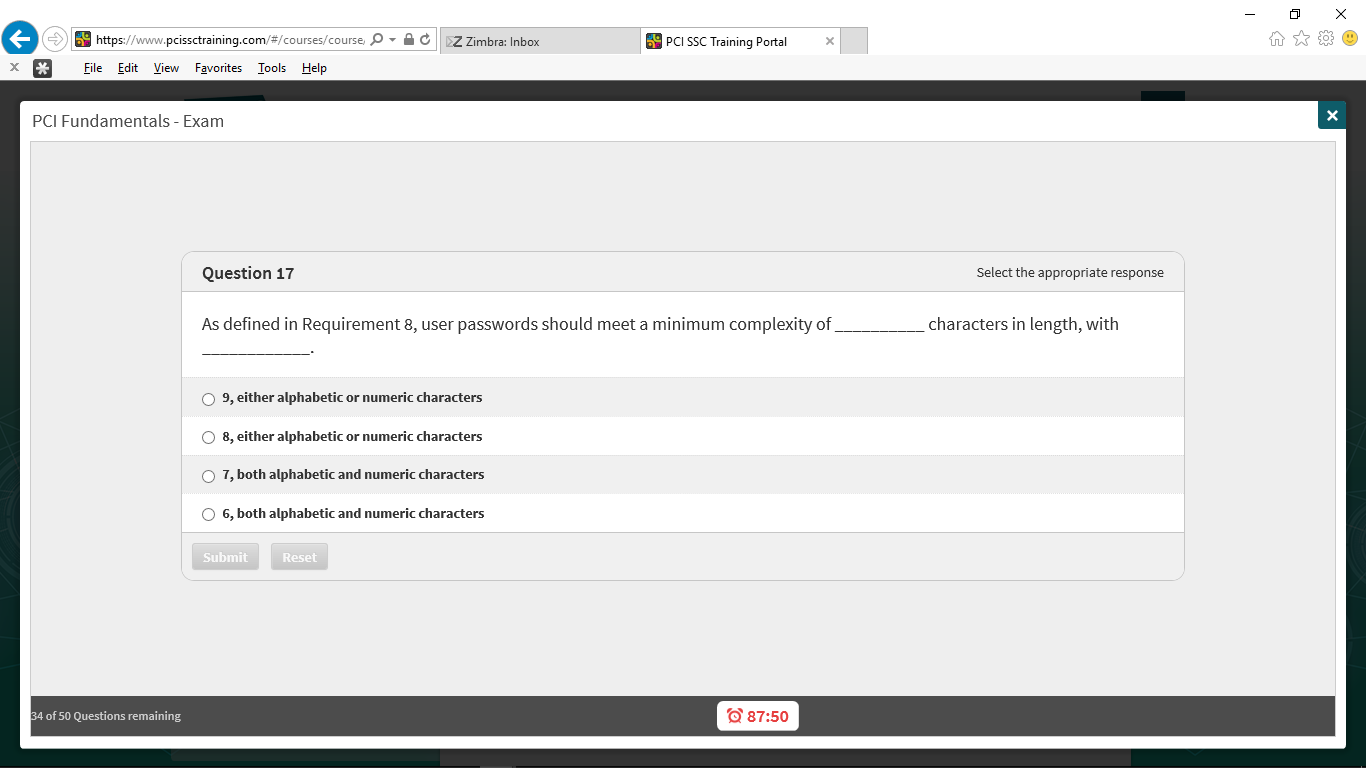 https://www.pcissctraining.com/#/courses/course,
Zimbra: Inbox
PCI SSC Training Portal
File Edit View Favorites Tools Help
PCI Fundamentals - Exam
Question 17
Select the appropriate response
As defined in Requirement 8, user passwords should meet a minimum complexity of __________ characters in length, with
____________.
9, either alphabetic or numeric characters
8, either alphabetic or numeric characters
7, both alphabetic and numeric characters
6, both alphabetic and numeric characters
Submit Reset
34 of 50 Questions remaining
87:50